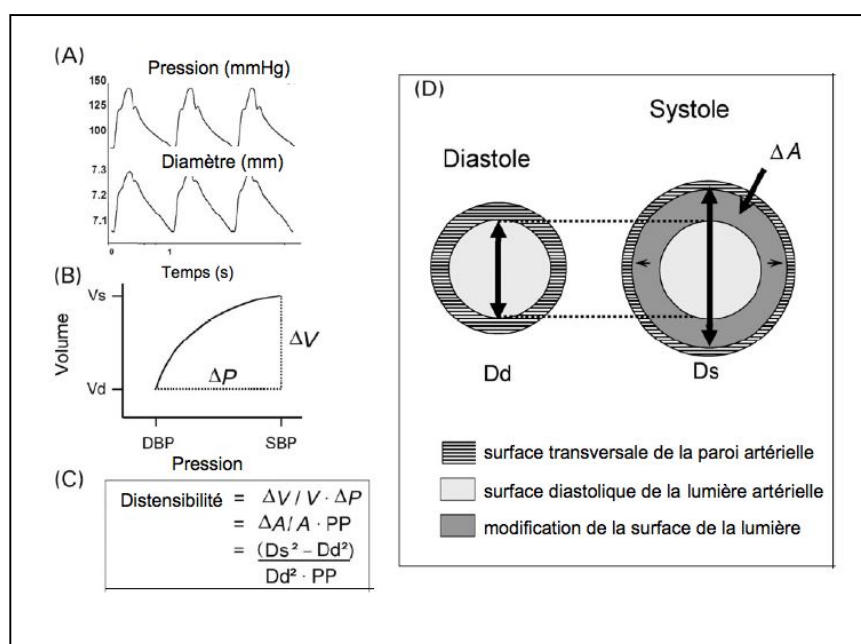 (A)
Pression (mmHg)
150
125
100
Diamètre (mm)
7.3
7.2
7.1
0 1
Temps (s)
(B)
Volume
Vs
Vd
ΔV
ΔP
DBP SBP
Pression
(C)
Distensibilité = ΔV / V · ΔP
= ΔA/ A · PP
= (Ds² – Dd²)
Dd² · PP
(D)
Systole
Diastole
ΔA
Dd
Ds
surface transversale de la paroi artérielle
surface diastolique de la lumière artérielle
modification de la surface de la lumière